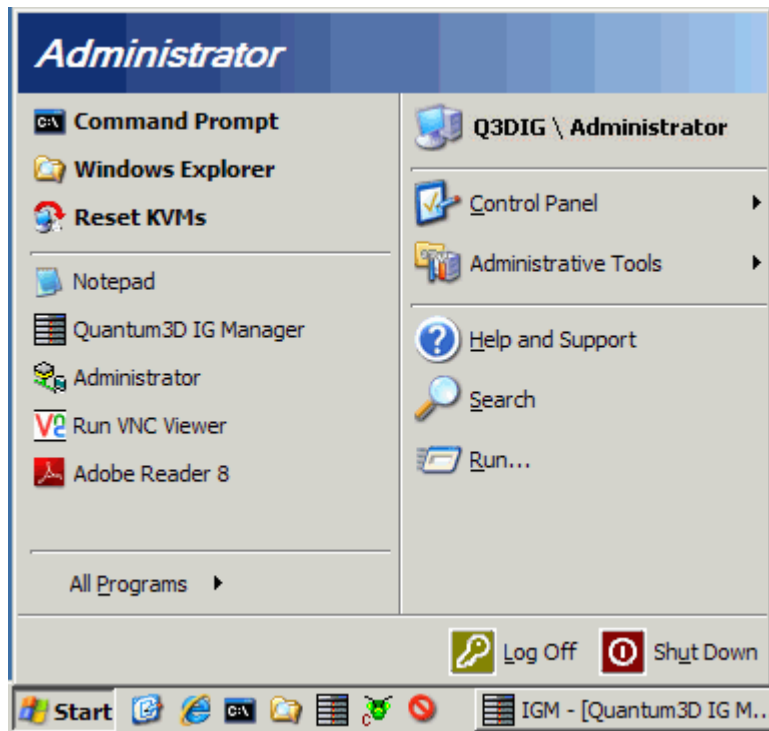 Administrator
Command Prompt
Windows Explorer
Reset KVMs
Notepad
Quantum3D IG Manager
Administrator
Run VNC Viewer
Adobe Reader 8
All Programs
Q3DIG \ Administrator
Control Panel
Administrative Tools
Help and Support
Search
Run...
Log Off
Shut Down
Start
IGM - [Quantum3D IG M...